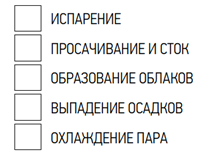 ИСПАРЕНИЕ
ПРОСАЧИВАНИЕ И СТОК
ОБРАЗОВАНИЕ ОБЛАКОВ
ВЫПАДЕНИЕ ОСАДКОВ
ОХЛАЖДЕНИЕ ПАРА